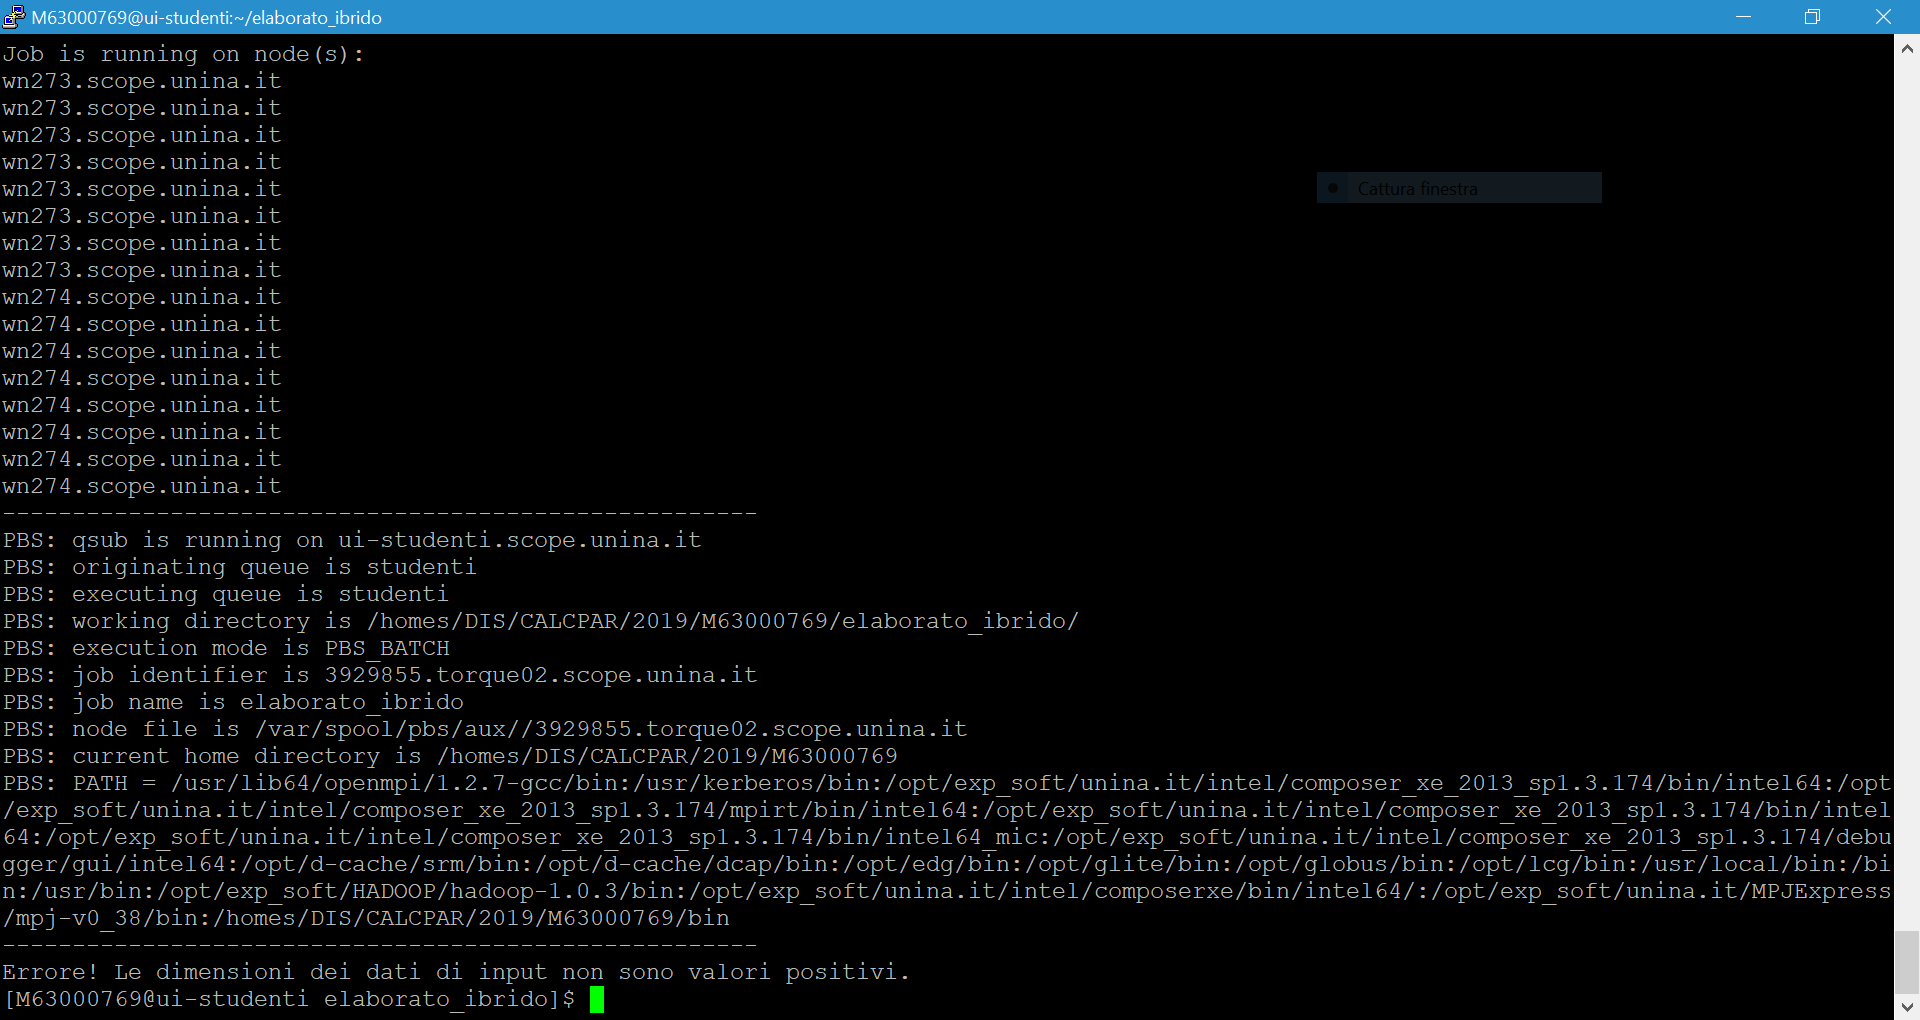 M63000769@ui-studenti:~/elaborato_ibrido
Job is running on node(s):
wn273.scope.unina.it
wn273.scope.unina.it
wn273.scope.unina.it
wn273.scope.unina.it
wn273.scope.unina.it
wn273.scope.unina.it
wn273.scope.unina.it
wn273.scope.unina.it
wn274.scope.unina.it
wn274.scope.unina.it
wn274.scope.unina.it
wn274.scope.unina.it
wn274.scope.unina.it
wn274.scope.unina.it
wn274.scope.unina.it
wn274.scope.unina.it
Cattura finestra
------------------------------------------------------
PBS: qsub is running on ui-studenti.scope.unina.it
PBS: originating queue is studenti
PBS: executing queue is studenti
PBS: working directory is /homes/DIS/CALCPAR/2019/M63000769/elaborato_ibrido/
PBS: execution mode is PBS_BATCH
PBS: job identifier is 3929855.torque02.scope.unina.it
PBS: job name is elaborato_ibrido
PBS: node file is /var/spool/pbs/aux//3929855.torque02.scope.unina.it
PBS: current home directory is /homes/DIS/CALCPAR/2019/M63000769
PBS: PATH = /usr/lib64/openmpi/1.2.7-gcc/bin:/usr/kerberos/bin:/opt/exp_soft/unina.it/intel/composer_xe_2013_sp1.3.174/bin/intel64:/opt
/exp_soft/unina.it/intel/composer_xe_2013_sp1.3.174/mpirt/bin/intel64:/opt/exp_soft/unina.it/intel/composer_xe_2013_sp1.3.174/bin/intel
64:/opt/exp_soft/unina.it/intel/composer_xe_2013_sp1.3.174/bin/intel64_mic:/opt/exp_soft/unina.it/intel/composer_xe_2013_sp1.3.174/debu
gger/gui/intel64:/opt/d-cache/srm/bin:/opt/d-cache/dcap/bin:/opt/edg/bin:/opt/glite/bin:/opt/globus/bin:/opt/lcg/bin:/usr/local/bin:/bi
n:/usr/bin:/opt/exp_soft/HADOOP/hadoop-1.0.3/bin:/opt/exp_soft/unina.it/intel/composerxe/bin/intel64/:/opt/exp_soft/unina.it/MPJExpress
/mpj-v0_38/bin:/homes/DIS/CALCPAR/2019/M63000769/bin
------------------------------------------------------
Errore! Le dimensioni dei dati di input non sono valori positivi.
[M63000769@ui-studenti elaborato_ibrido]$